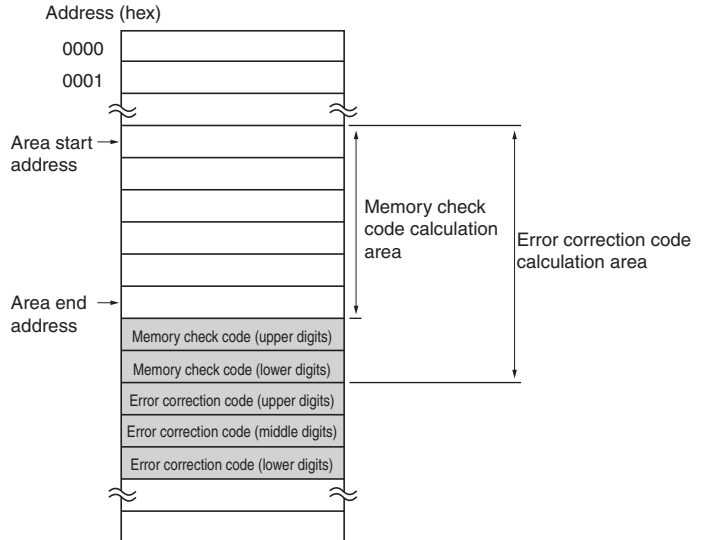 Address (hex)
0000
0001
Area start
address
Memory check
code calculation
area
Error correction code
calculation area
Area end
address
Memory check code (upper digits)
Memory check code (lower digits)
Error correction code (upper digits)
Error correction code (middle digits)
Error correction code (lower digits)